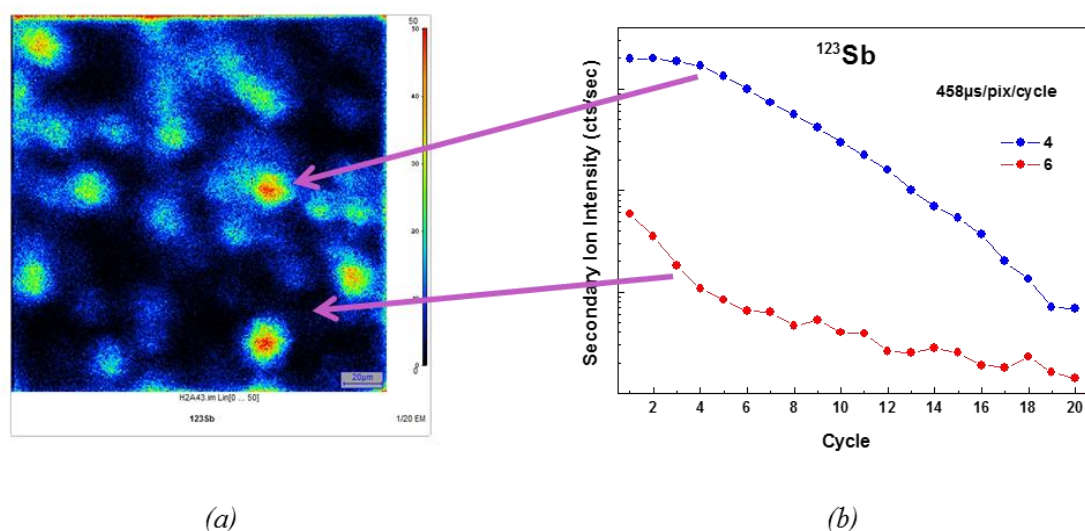 50
50
40
30
20
10
0
20µm
H2A43.im Lin[0 ... 50]
123Sb
1/20 EM
Secondary Ion Intensity (cts/sec)
¹²³Sb
458µs/pix/cycle
4
6
2 4 6 8 10 12 14 16 18 20
Cycle
(a)
(b)